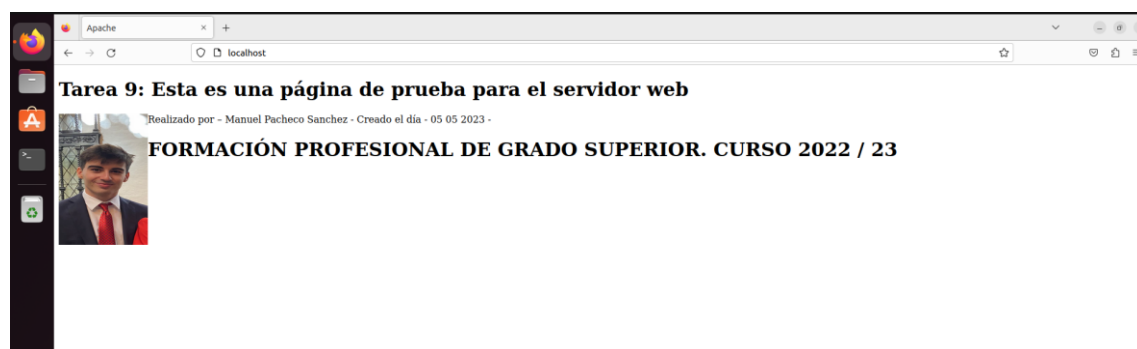 Apache
localhost
Tarea 9: Esta es una página de prueba para el servidor web
Realizado por – Manuel Pacheco Sanchez - Creado el día - 05 05 2023 -
FORMACIÓN PROFESIONAL DE GRADO SUPERIOR. CURSO 2022 / 23